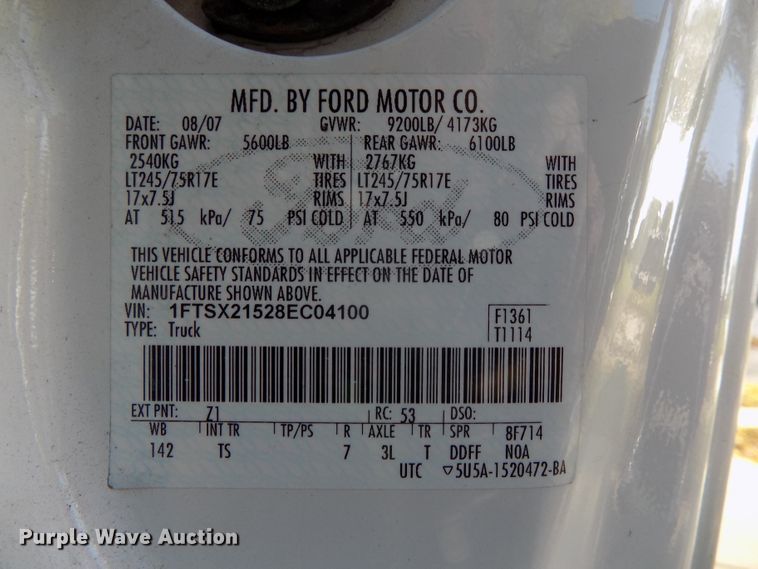 MFD. BY FORD MOTOR CO.
DATE: 08/07 GVWR: 9200LB/ 4173KG
FRONT GAWR: 5600LB REAR GAWR: 6100LB
2540KG WITH 2767KG WITH
LT245/75R17E TIRES LT245/75R17E TIRES
17x7.5J RIMS 17x7.5J RIMS
AT 515 kPa/ 75 PSI COLD AT 550 kPa/ 80 PSI COLD
THIS VEHICLE CONFORMS TO ALL APPLICABLE FEDERAL MOTOR
VEHICLE SAFETY STANDARDS IN EFFECT ON THE DATE OF
MANUFACTURE SHOWN ABOVE.
VIN: 1FTSX21528EC04100 F1361
TYPE: Truck T1114
EXT PNT: Z1 RC: 53 DSO:
WB INT TR TP/PS R AXLE TR SPR 8F714
142 TS 7 3L T DDFF NOA
UTC ▽5U5A-1520472-BA
Ford
Purple Wave Auction